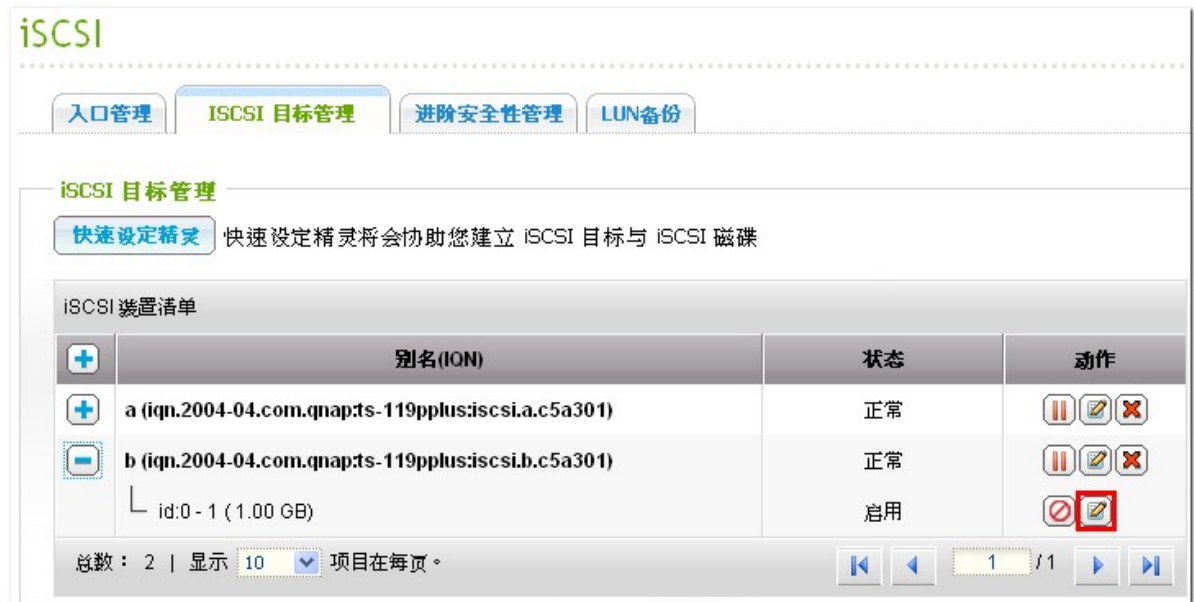 iSCSI
入口管理 ISCSI 目标管理 进阶安全性管理 LUN备份
iSCSI 目标管理
快速设定精灵 快速设定精灵将会协助您建立 iSCSI 目标与 iSCSI 磁碟
iSCSI 装置清单
别名(IQN) 状态 动作
a (iqn.2004-04.com.qnap:ts-119pplus:iscsi.a.c5a301) 正常
b (iqn.2004-04.com.qnap:ts-119pplus:iscsi.b.c5a301) 正常
id:0 - 1 ( 1.00 GB) 启用
总数： 2 | 显示 10 项目在每页。 1 / 1